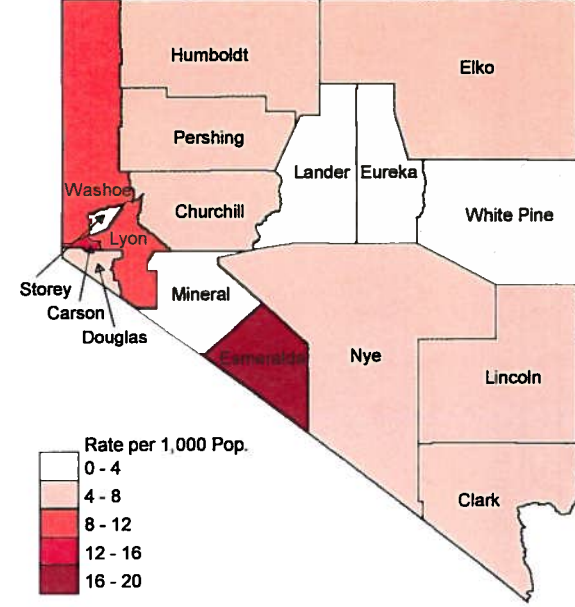 Humboldt
Elko
Pershing
Lander
Eureka
Washoe
Churchill
White Pine
Lyon
Storey
Mineral
Carson
Douglas
Esmeralda
Nye
Lincoln
Clark
Rate per 1,000 Pop.
0 - 4
4 - 8
8 - 12
12 - 16
16 - 20